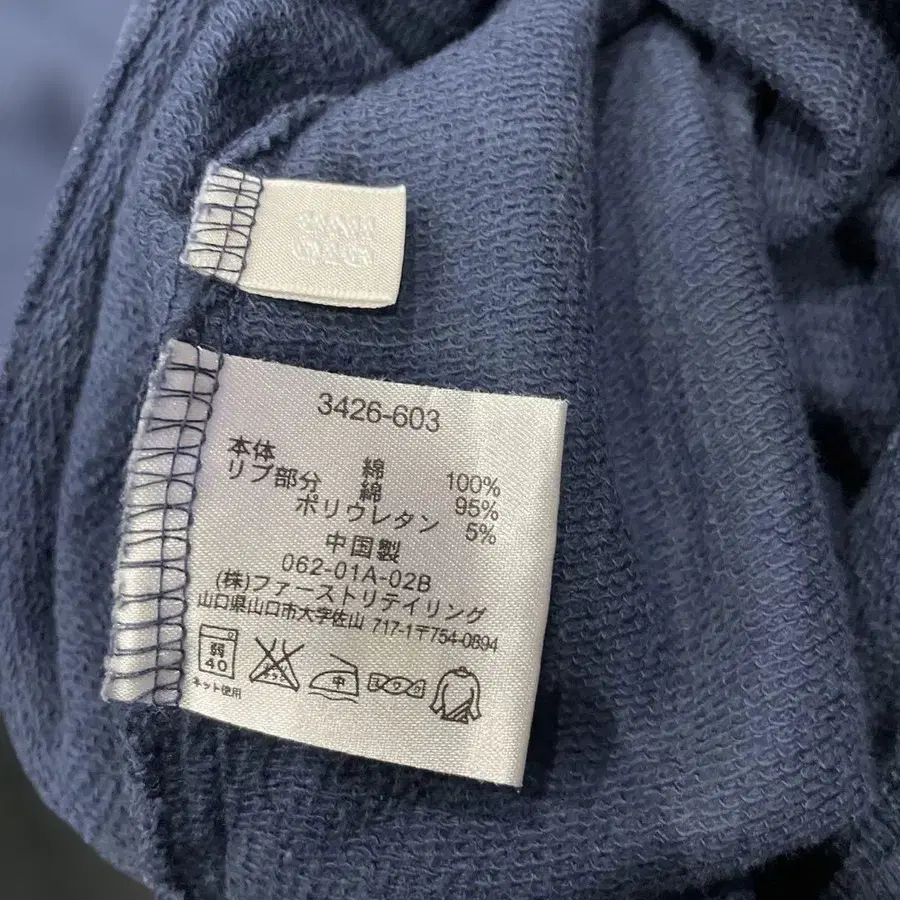 3426-603
本体 綿 100%
リブ部分 綿 95%
ポリウレタン 5%
中国製
062-01A-02B
(株)ファーストリテイリング
山口県山口市大字佐山 717-1〒754-0894
弱 40 中
ネット使用